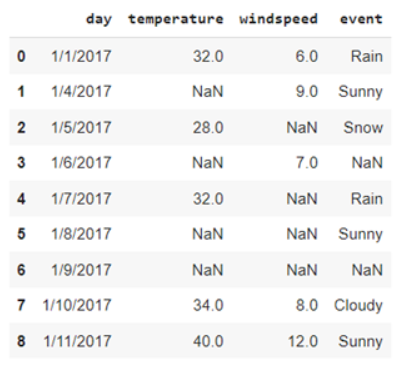 day temperature windspeed event
0 1/1/2017 32.0 6.0 Rain
1 1/4/2017 NaN 9.0 Sunny
2 1/5/2017 28.0 NaN Snow
3 1/6/2017 NaN 7.0 NaN
4 1/7/2017 32.0 NaN Rain
5 1/8/2017 NaN NaN Sunny
6 1/9/2017 NaN NaN NaN
7 1/10/2017 34.0 8.0 Cloudy
8 1/11/2017 40.0 12.0 Sunny